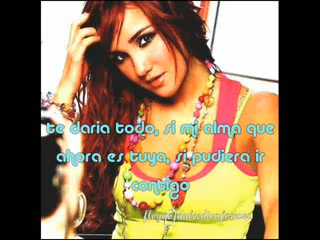 te daria todo, si mi alma que
ahora es tuya, si pudiera ir
contigo